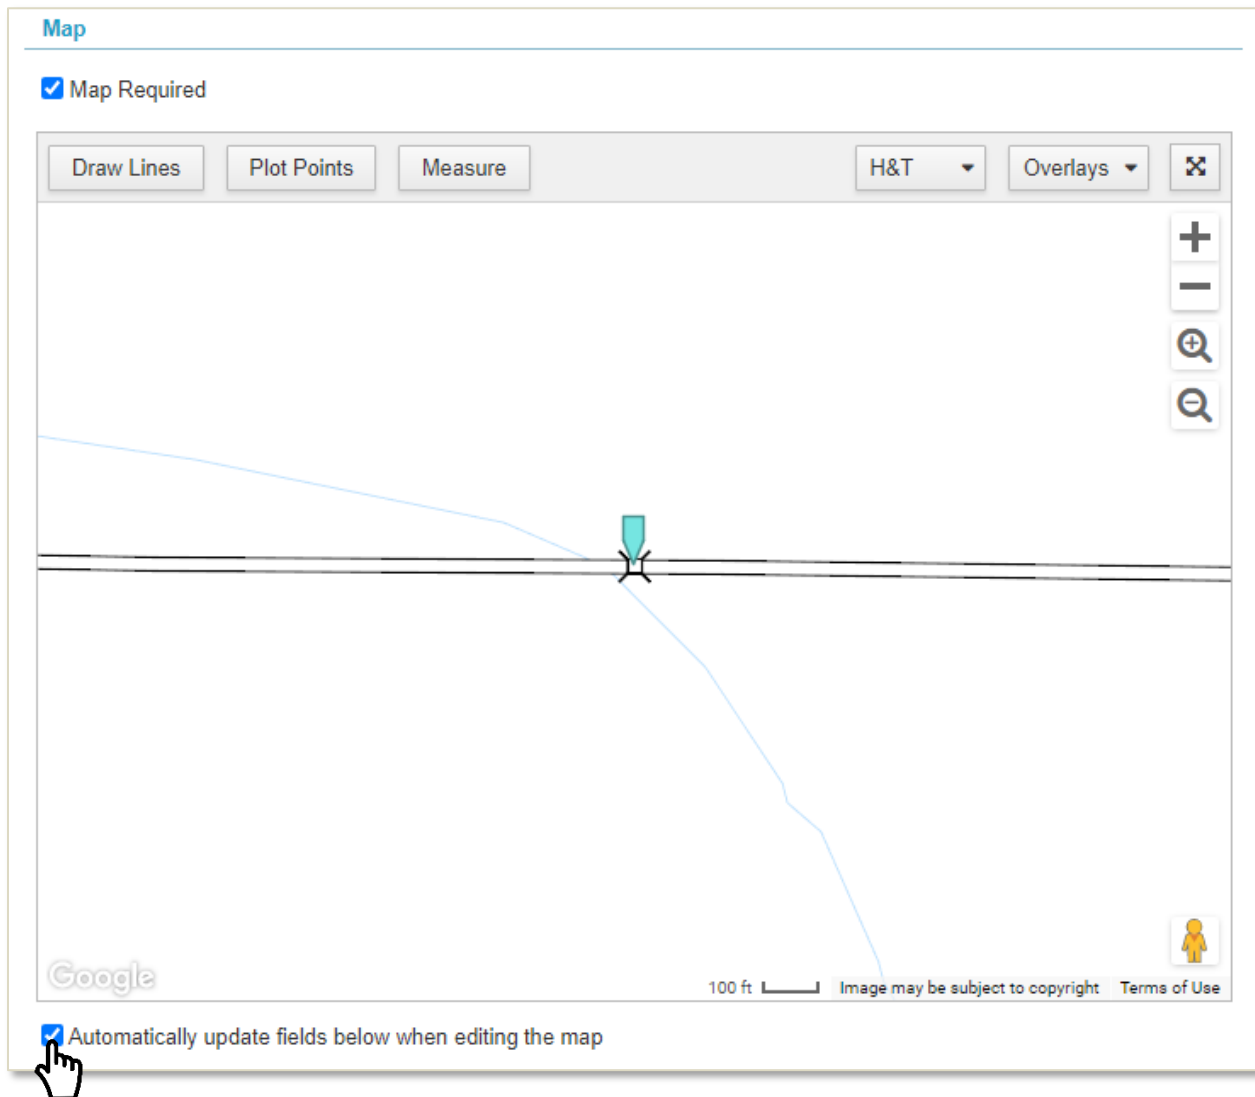 Map
Map Required
Draw Lines Plot Points Measure H&T Overlays
Google
100 ft Image may be subject to copyright Terms of Use
Automatically update fields below when editing the map